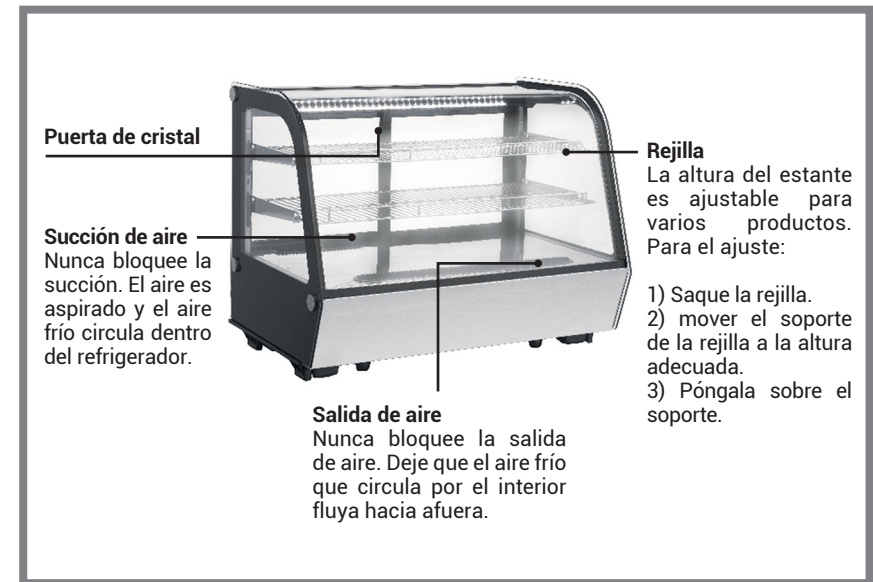 Puerta de cristal
Succión de aire
Nunca bloquee la
succión. El aire es
aspirado y el aire
frío circula dentro
del refrigerador.
Salida de aire
Nunca bloquee la salida
de aire. Deje que el aire frío
que circula por el interior
fluya hacia afuera.
Rejilla
La altura del estante
es ajustable para
varios productos.
Para el ajuste:
1) Saque la rejilla.
2) mover el soporte
de la rejilla a la altura
adecuada.
3) Póngala sobre el
soporte.